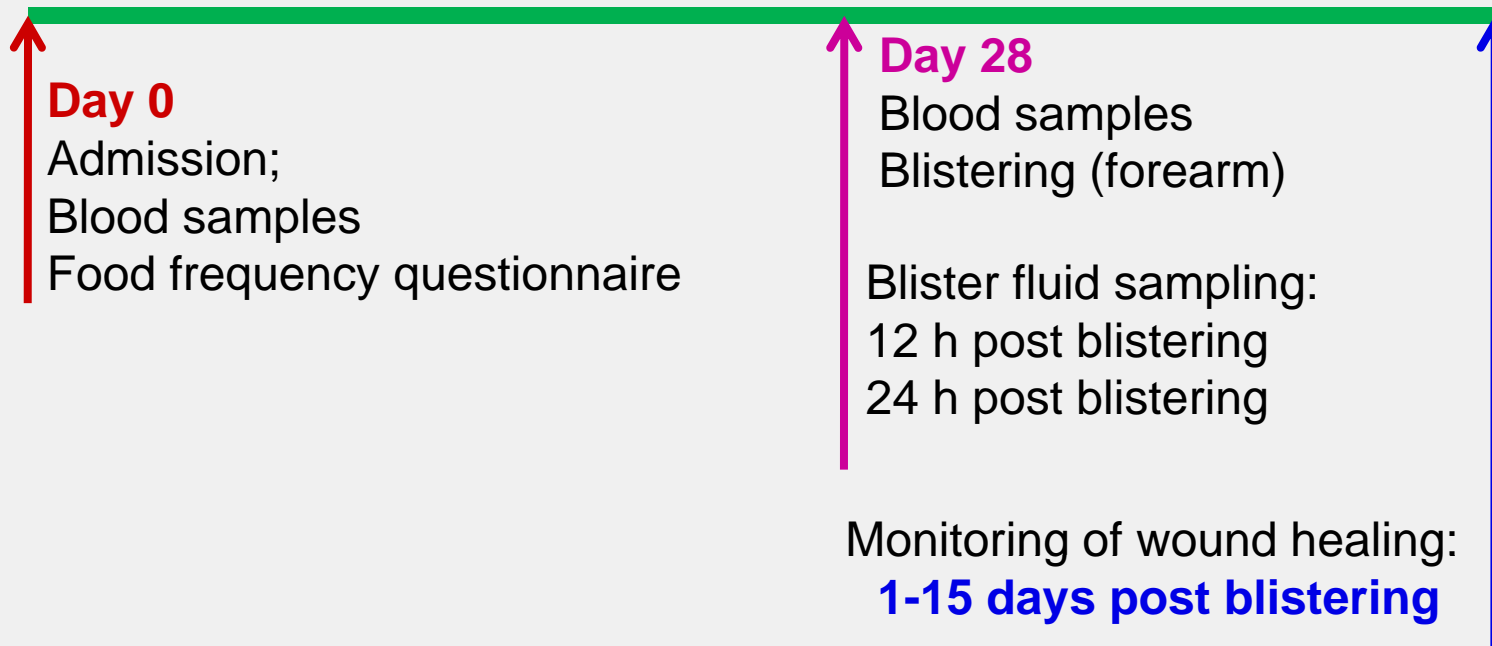 Day 0
Admission;
Blood samples
Food frequency questionnaire
Day 28
Blood samples
Blistering (forearm)
Blister fluid sampling:
12 h post blistering
24 h post blistering
Monitoring of wound healing:
1-15 days post blistering